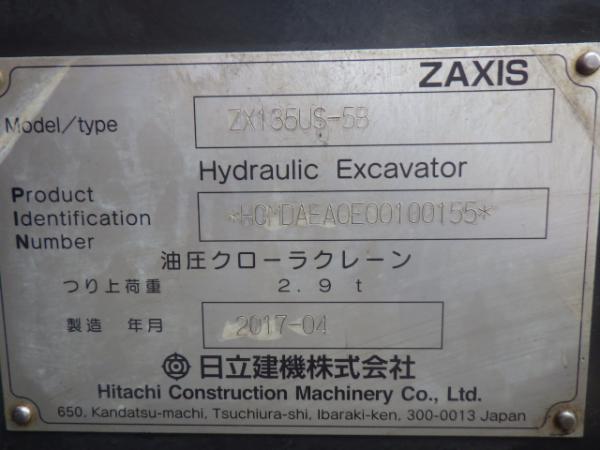 ZAXIS
Model/type ZX135US-5B
Hydraulic Excavator
Product
Identification *HCMDAEA0E00100155*
Number
油圧クローラクレーン
つり上荷重 2.9 t
製造 年月 2017-04
日立建機株式会社
Hitachi Construction Machinery Co., Ltd.
650, Kandatsu-machi, Tsuchiura-shi, Ibaraki-ken, 300-0013 Japan